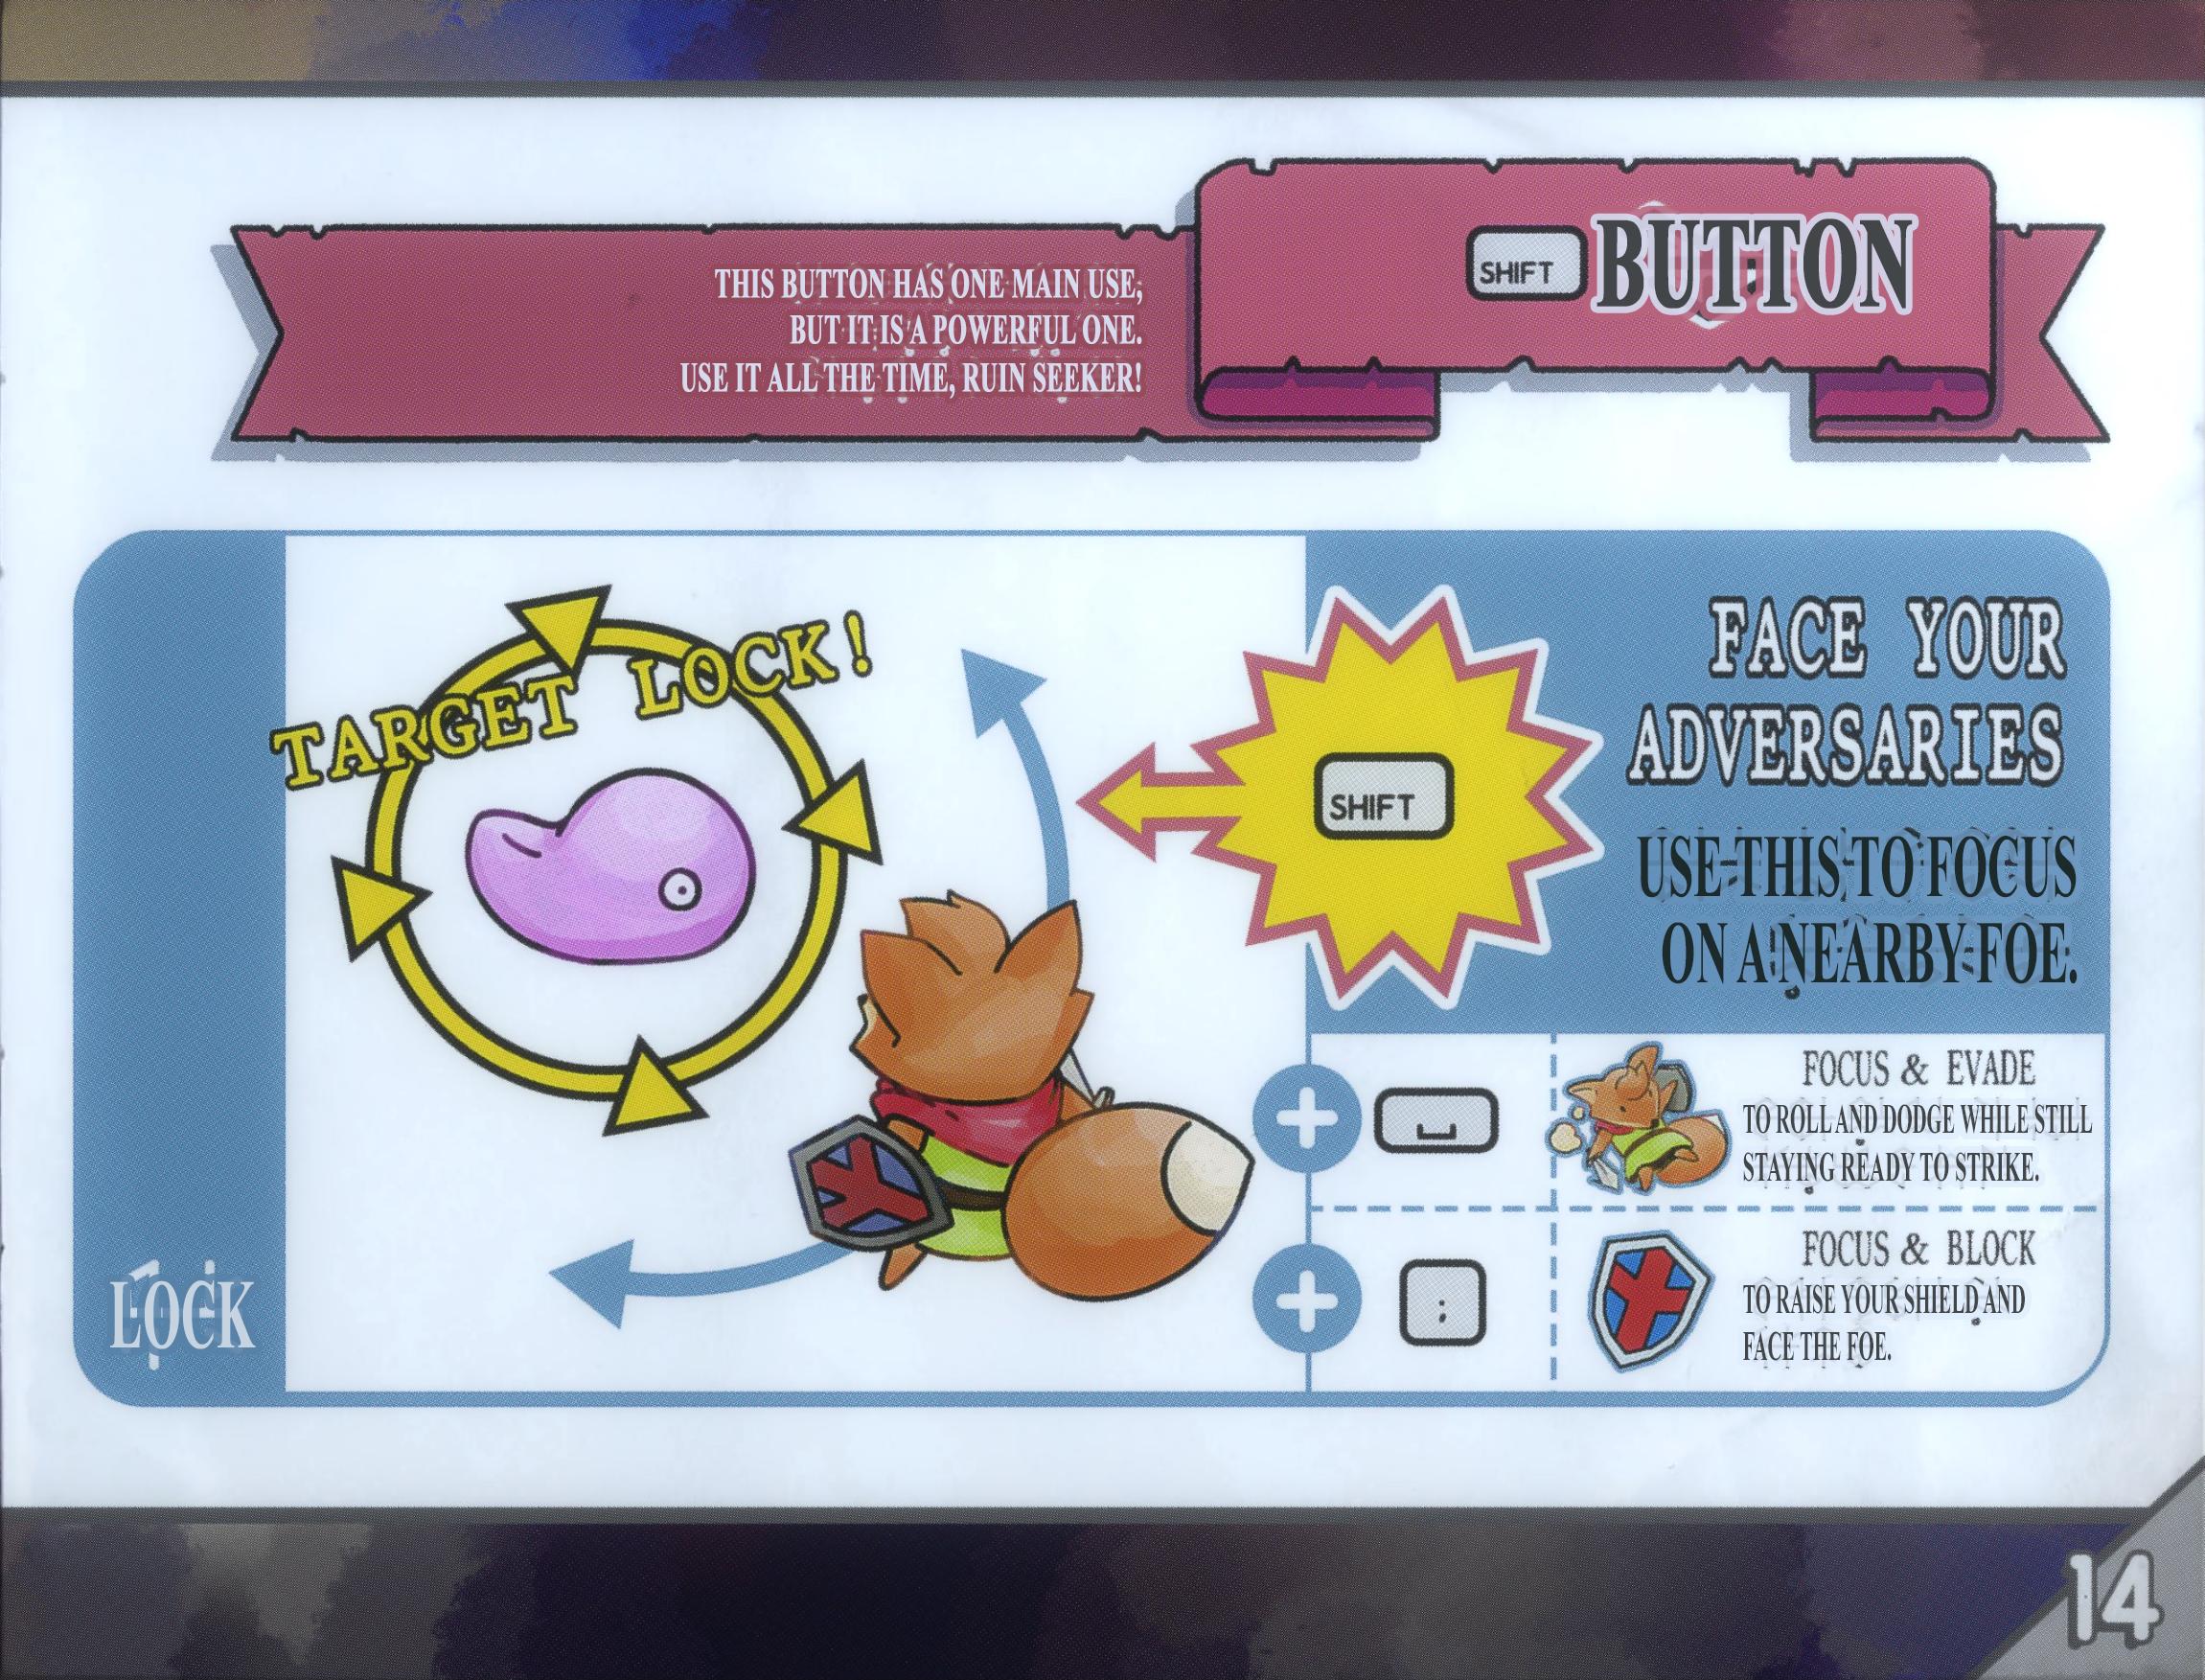 SHIFT BUTTON
THIS BUTTON HAS ONE MAIN USE,
BUT IT IS A POWERFUL ONE.
USE IT ALL THE TIME, RUIN SEEKER!
TARGET LOCK!
SHIFT
FACE YOUR
ADVERSARIES
USE THIS TO FOCUS
ON A NEARBY FOE.
FOCUS & EVADE
TO ROLL AND DODGE WHILE STILL
STAYING READY TO STRIKE.
;
FOCUS & BLOCK
TO RAISE YOUR SHIELD AND
FACE THE FOE.
LOCK
14